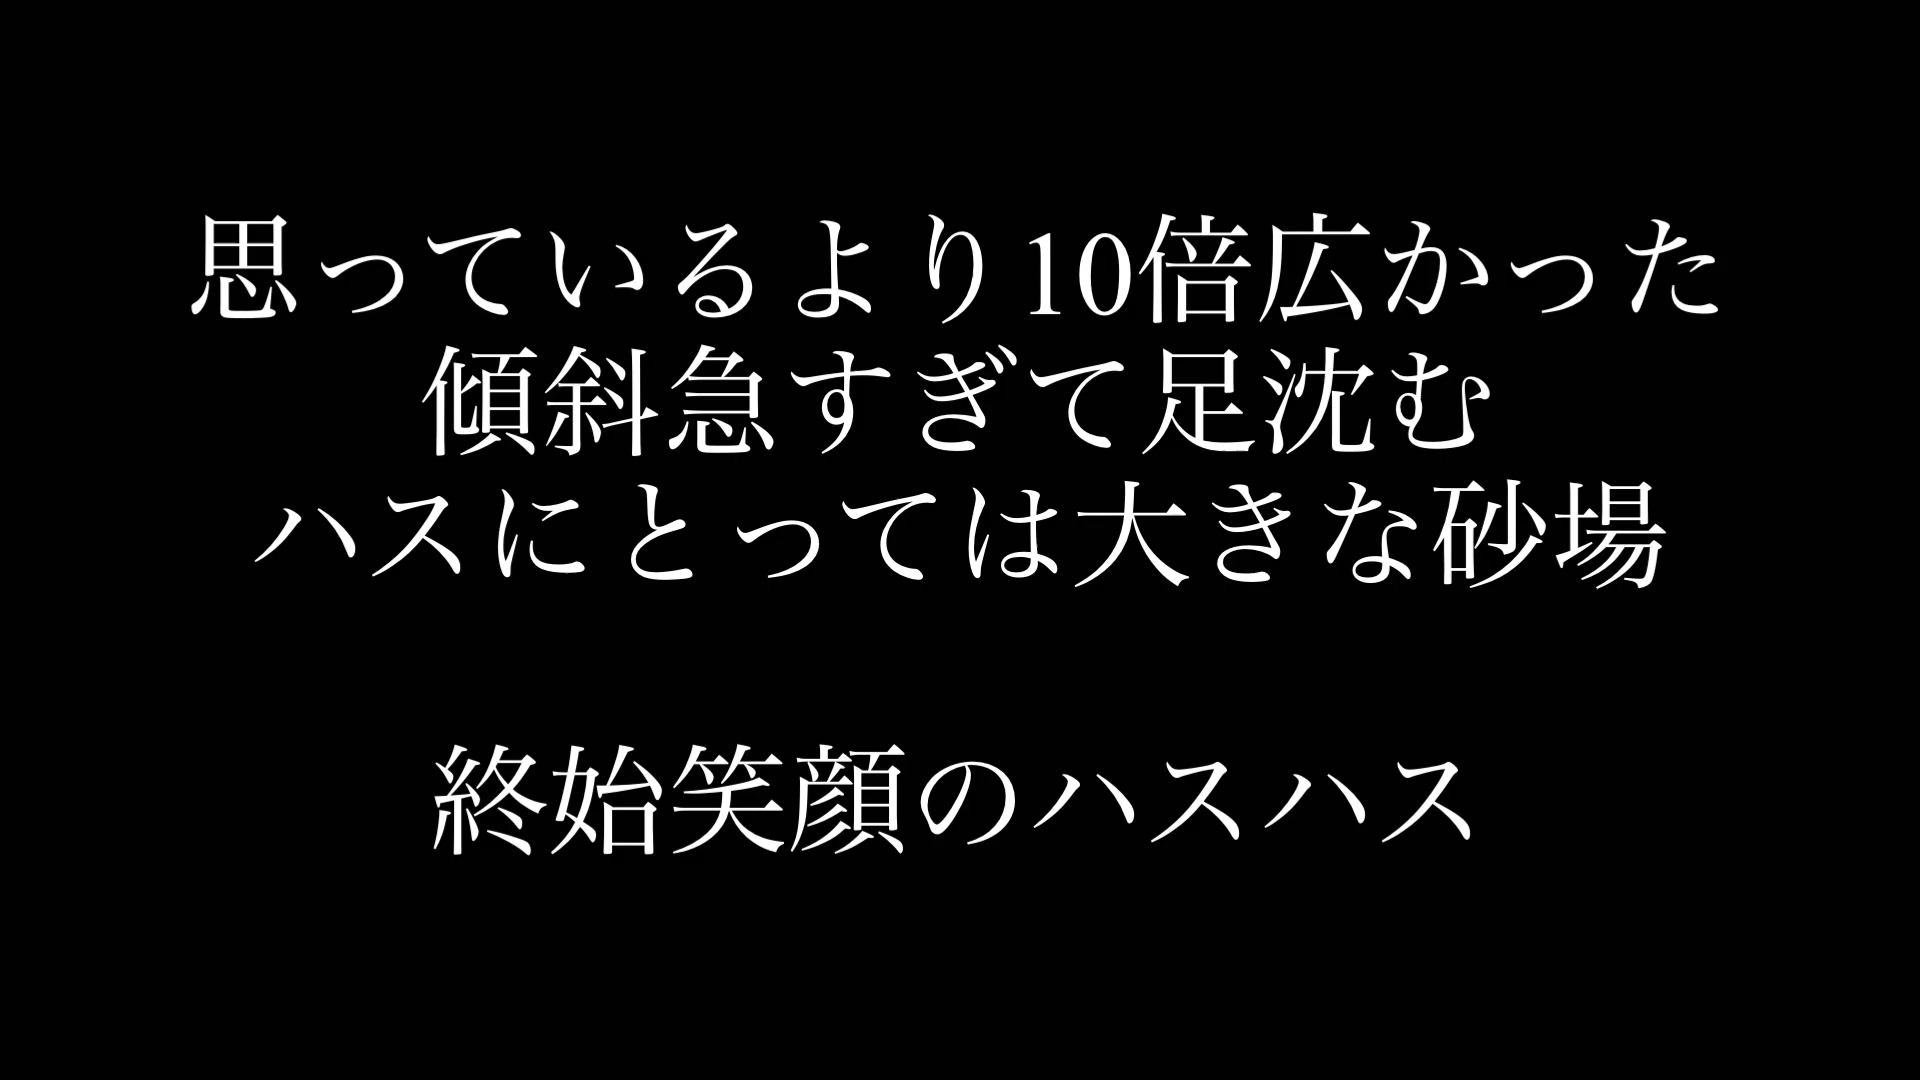 思っているより10倍広かった
傾斜急すぎて足沈む
ハスにとっては大きな砂場
終始笑顔のハスハス